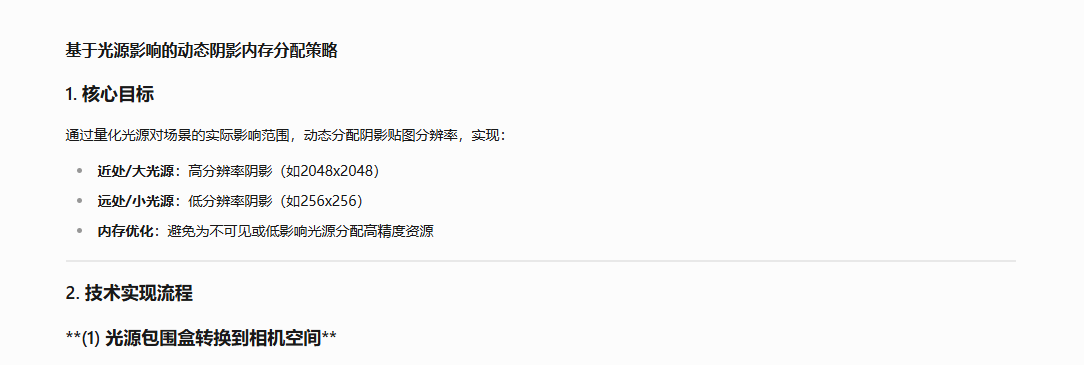 基于光源影响的动态阴影内存分配策略
1. 核心目标
通过量化光源对场景的实际影响范围，动态分配阴影贴图分辨率，实现：
近处/大光源：高分辨率阴影（如2048x2048）
远处/小光源：低分辨率阴影（如256x256）
内存优化：避免为不可见或低影响光源分配高精度资源
2. 技术实现流程
**(1) 光源包围盒转换到相机空间**